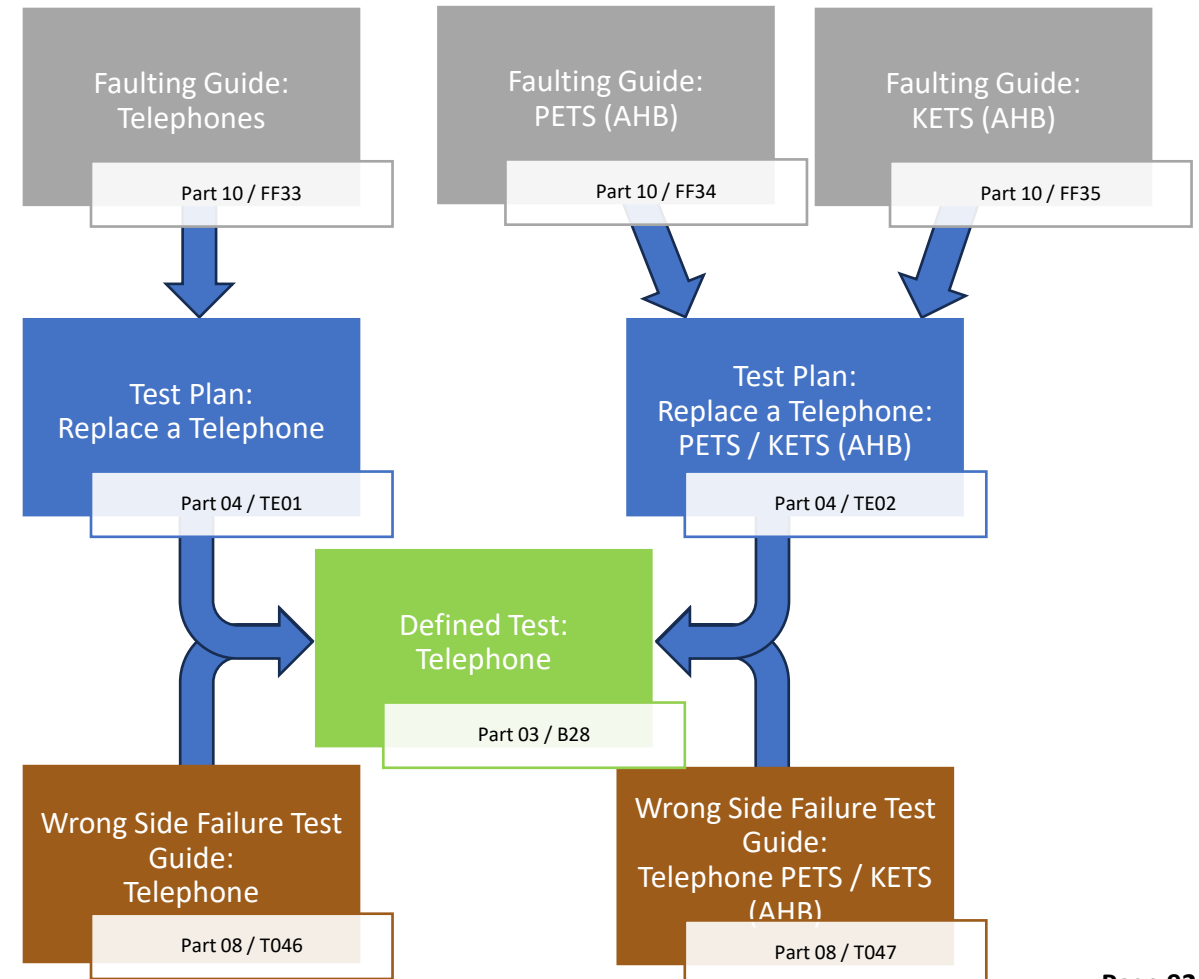 Faulting Guide:
Telephones
Part 10 / FF33
Faulting Guide:
PETS (AHB)
Part 10 / FF34
Faulting Guide:
KETS (AHB)
Part 10 / FF35
Test Plan:
Replace a Telephone
Part 04 / TE01
Test Plan:
Replace a Telephone:
PETS / KETS (AHB)
Part 04 / TE02
Defined Test:
Telephone
Part 03 / B28
Wrong Side Failure Test
Guide:
Telephone
Part 08 / T046
Wrong Side Failure Test
Guide:
Telephone PETS / KETS
(AHB)
Part 08 / T047